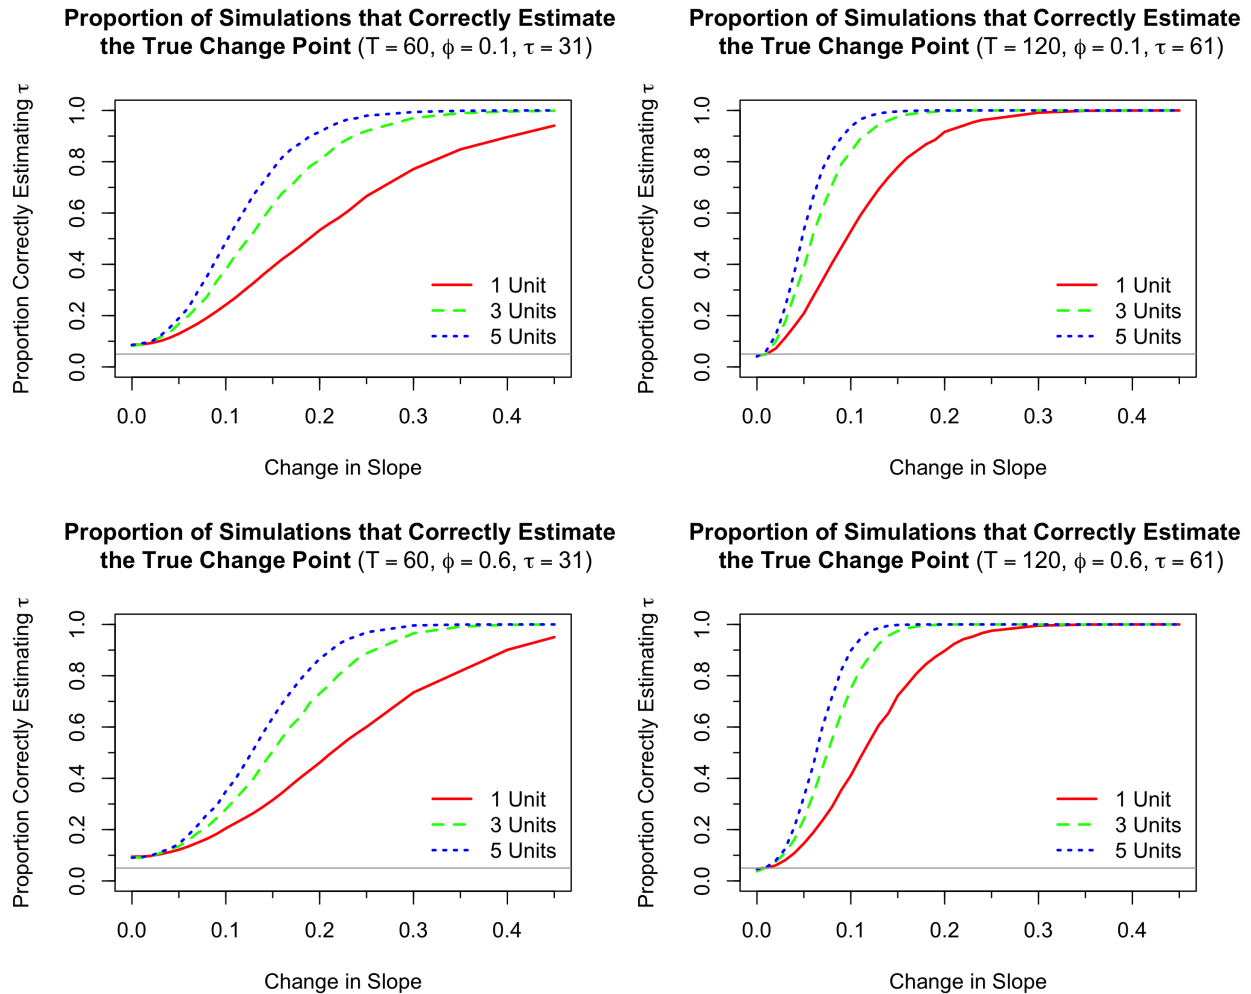 Proportion of Simulations that Correctly Estimate
the True Change Point (T = 60, ϕ = 0.1, τ = 31)
Proportion Correctly Estimating τ
1.0
0.8
0.6
0.4
0.2
0.0
1 Unit
3 Units
5 Units
0.0 0.1 0.2 0.3 0.4
Change in Slope
Proportion of Simulations that Correctly Estimate
the True Change Point (T = 120, ϕ = 0.1, τ = 61)
Proportion Correctly Estimating τ
1.0
0.8
0.6
0.4
0.2
0.0
1 Unit
3 Units
5 Units
0.0 0.1 0.2 0.3 0.4
Change in Slope
Proportion of Simulations that Correctly Estimate
the True Change Point (T = 60, ϕ = 0.6, τ = 31)
Proportion Correctly Estimating τ
1.0
0.8
0.6
0.4
0.2
0.0
1 Unit
3 Units
5 Units
0.0 0.1 0.2 0.3 0.4
Change in Slope
Proportion of Simulations that Correctly Estimate
the True Change Point (T = 120, ϕ = 0.6, τ = 61)
Proportion Correctly Estimating τ
1.0
0.8
0.6
0.4
0.2
0.0
1 Unit
3 Units
5 Units
0.0 0.1 0.2 0.3 0.4
Change in Slope